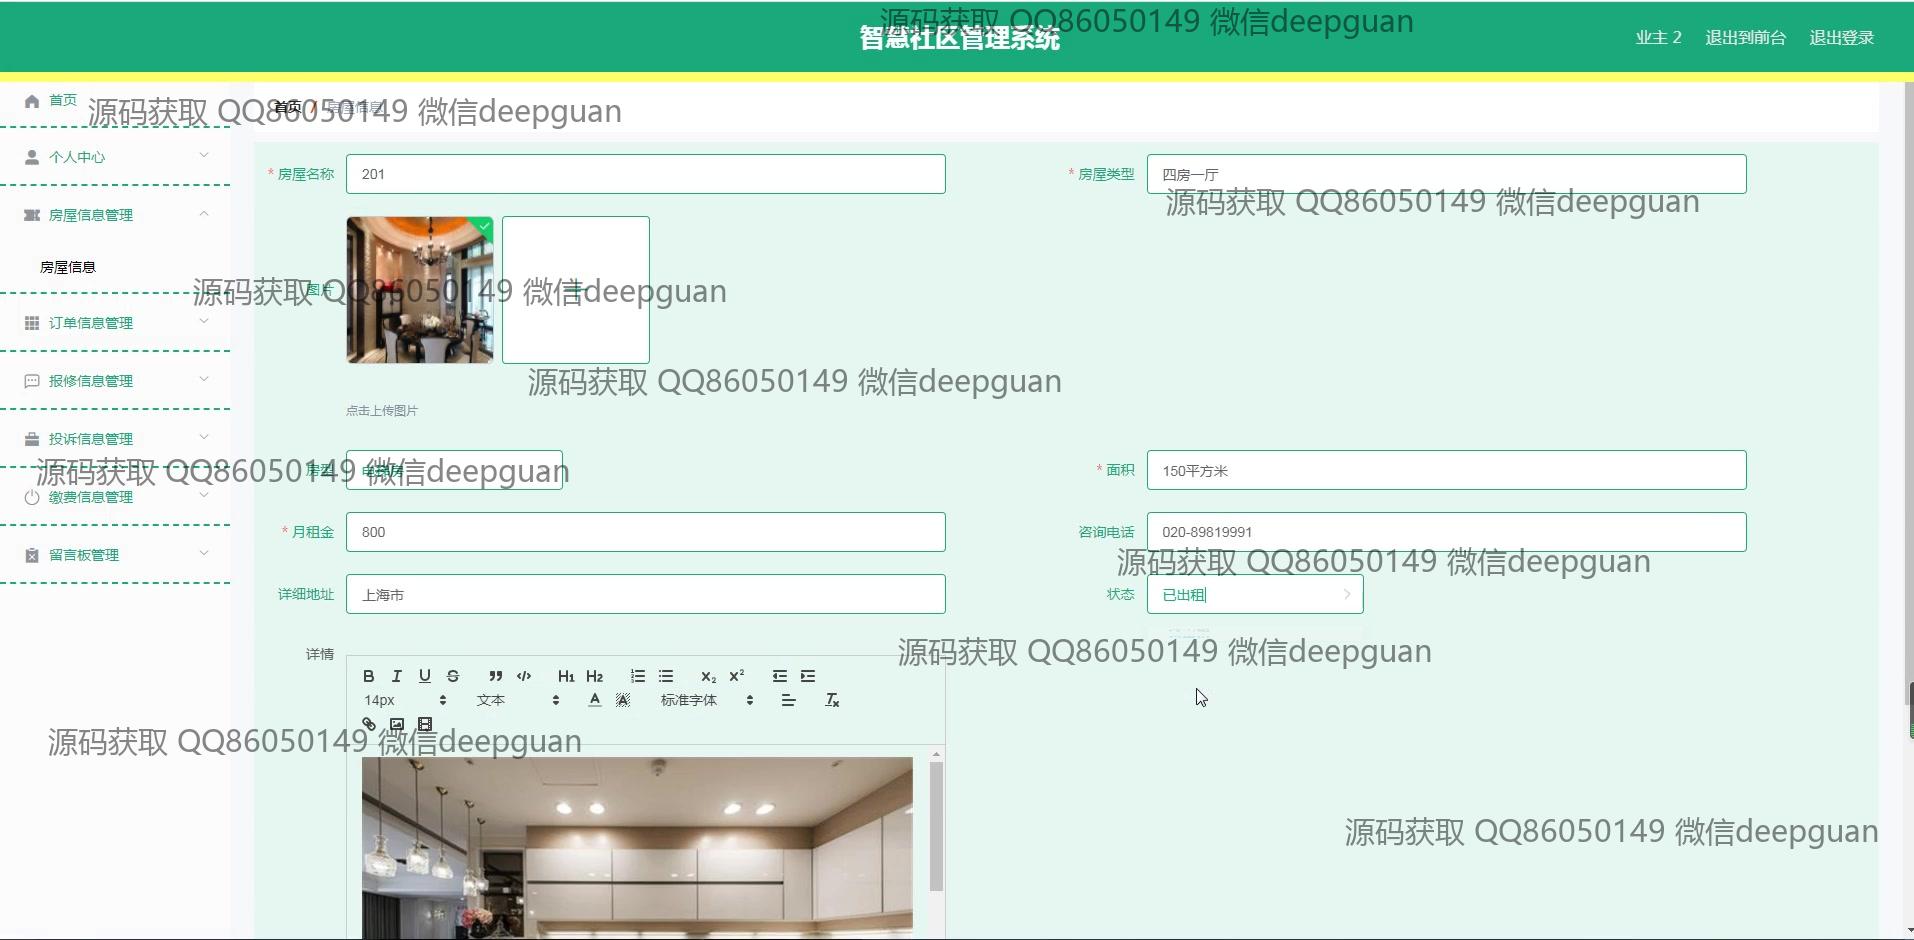 源码获取 QQ86050149 微信deepguan
智慧社区管理系统
业主 2 退出到前台 退出登录
首页
源码获取 QQ86050149 微信deepguan
首页 / 房屋信息
个人中心
* 房屋名称 201
* 房屋类型 四房一厅
源码获取 QQ86050149 微信deepguan
房屋信息管理
房屋信息
图片
源码获取 QQ86050149 微信deepguan
订单信息管理
报修信息管理
源码获取 QQ86050149 微信deepguan
点击上传图片
投诉信息管理
源码获取 QQ86050149 微信deepguan
* 面积 150平方米
缴费信息管理
* 月租金 800
咨询电话 020-89819991
留言板管理
源码获取 QQ86050149 微信deepguan
详细地址 上海市
状态 已出租
详情
源码获取 QQ86050149 微信deepguan
B I U S H1 H2 X2 X2
14px 文本 A A 标准字体 Tx
源码获取 QQ86050149 微信deepguan
源码获取 QQ86050149 微信deepguan